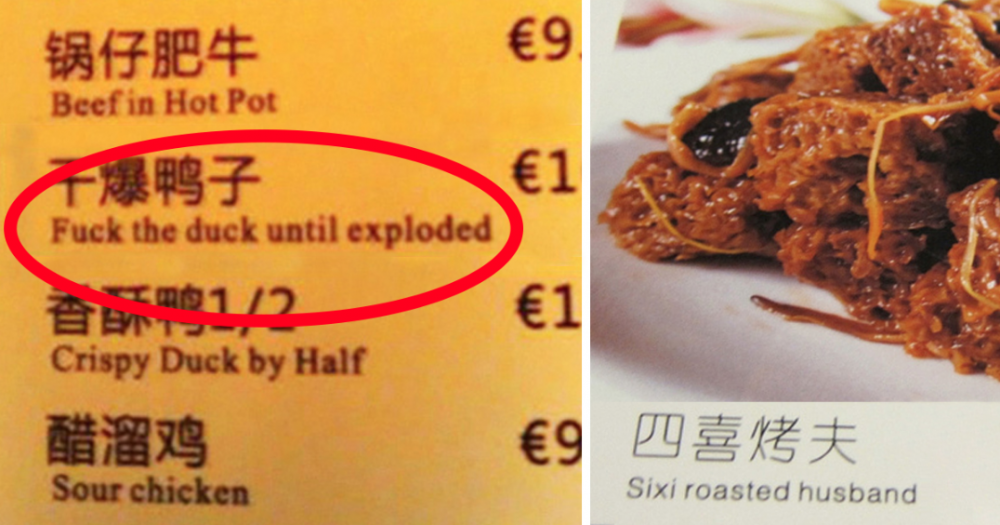 锅仔肥牛 €9.
Beef in Hot Pot
干爆鸭子 €1
Fuck the duck until exploded
香酥鸭1/2 €1
Crispy Duck by Half
醋溜鸡 €9
Sour chicken
四喜烤夫
Sixi roasted husband